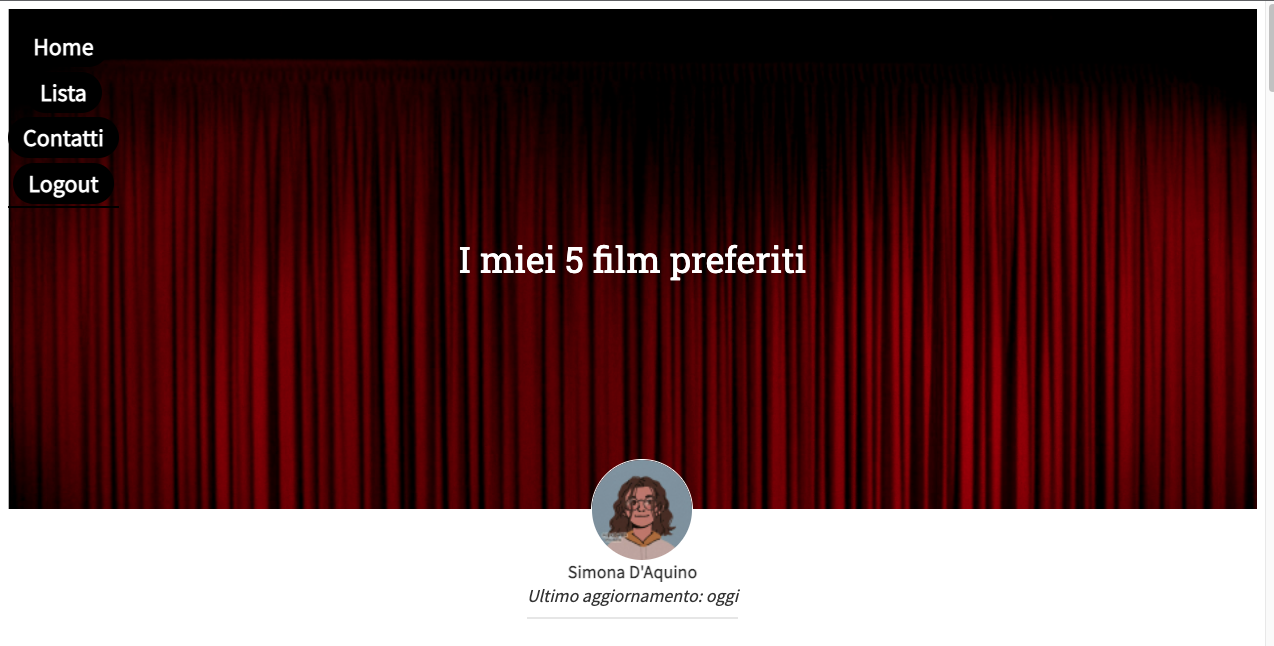 Home
Lista
Contatti
Logout
I miei 5 film preferiti
Simona D'Aquino
Ultimo aggiornamento: oggi